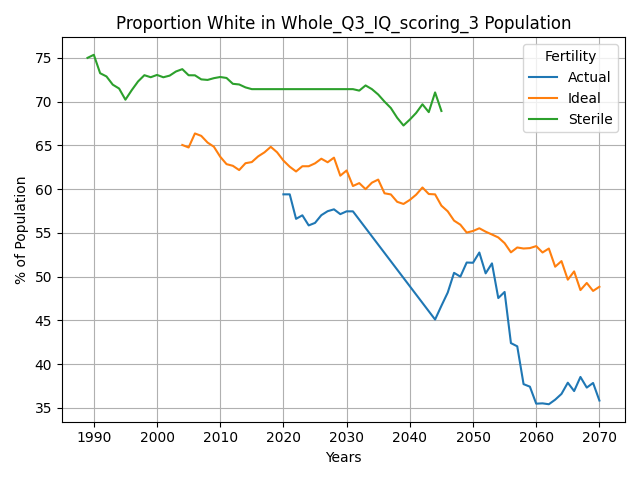 Proportion White in Whole_Q3_IQ_scoring_3 Population
% of Population
75
70
65
60
55
50
45
40
35
Fertility
Actual
Ideal
Sterile
1990 2000 2010 2020 2030 2040 2050 2060 2070
Years